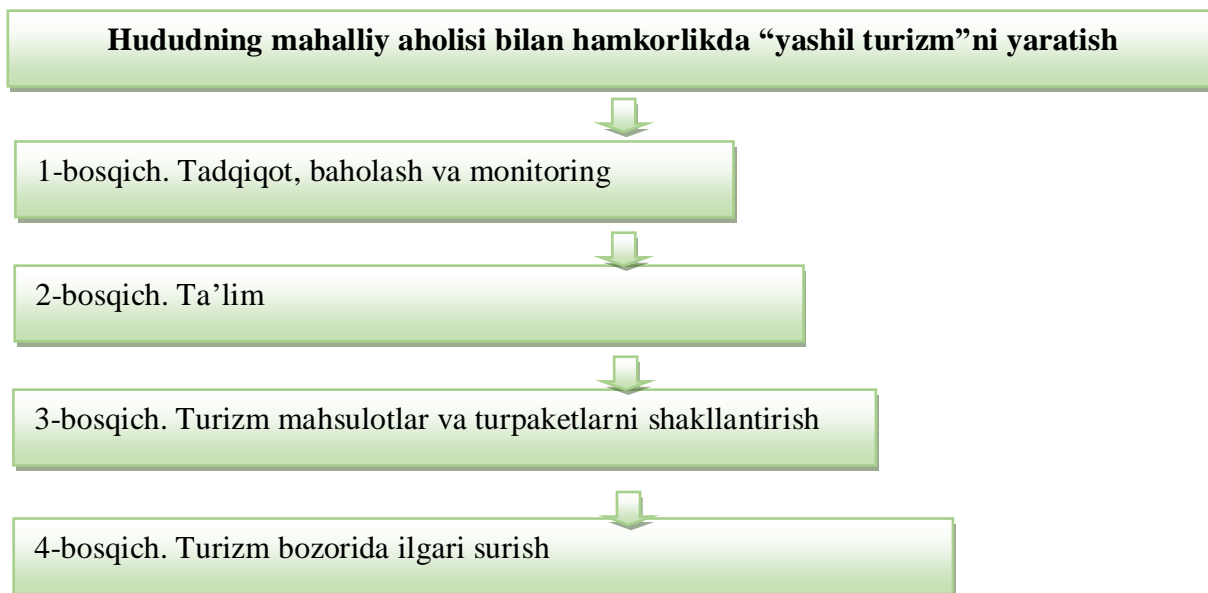 Hududning mahalliy aholisi bilan hamkorlikda “yashil turizm”ni yaratish
1-bosqich. Tadqiqot, baholash va monitoring
2-bosqich. Ta’lim
3-bosqich. Turizm mahsulotlar va turpaketlarni shakllantirish
4-bosqich. Turizm bozorida ilgari surish